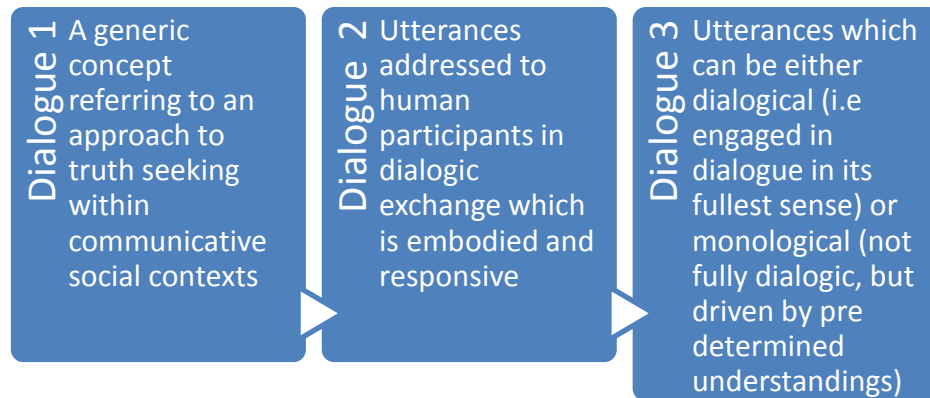 Dialogue 1
A generic
concept
referring to an
approach to
truth seeking
within
communicative
social contexts
Dialogue 2
Utterances
addressed to
human
participants in
dialogic
exchange which
is embodied and
responsive
Dialogue 3
Utterances which
can be either
dialogical (i.e
engaged in
dialogue in its
fullest sense) or
monological (not
fully dialogic, but
driven by pre
determined
understandings)